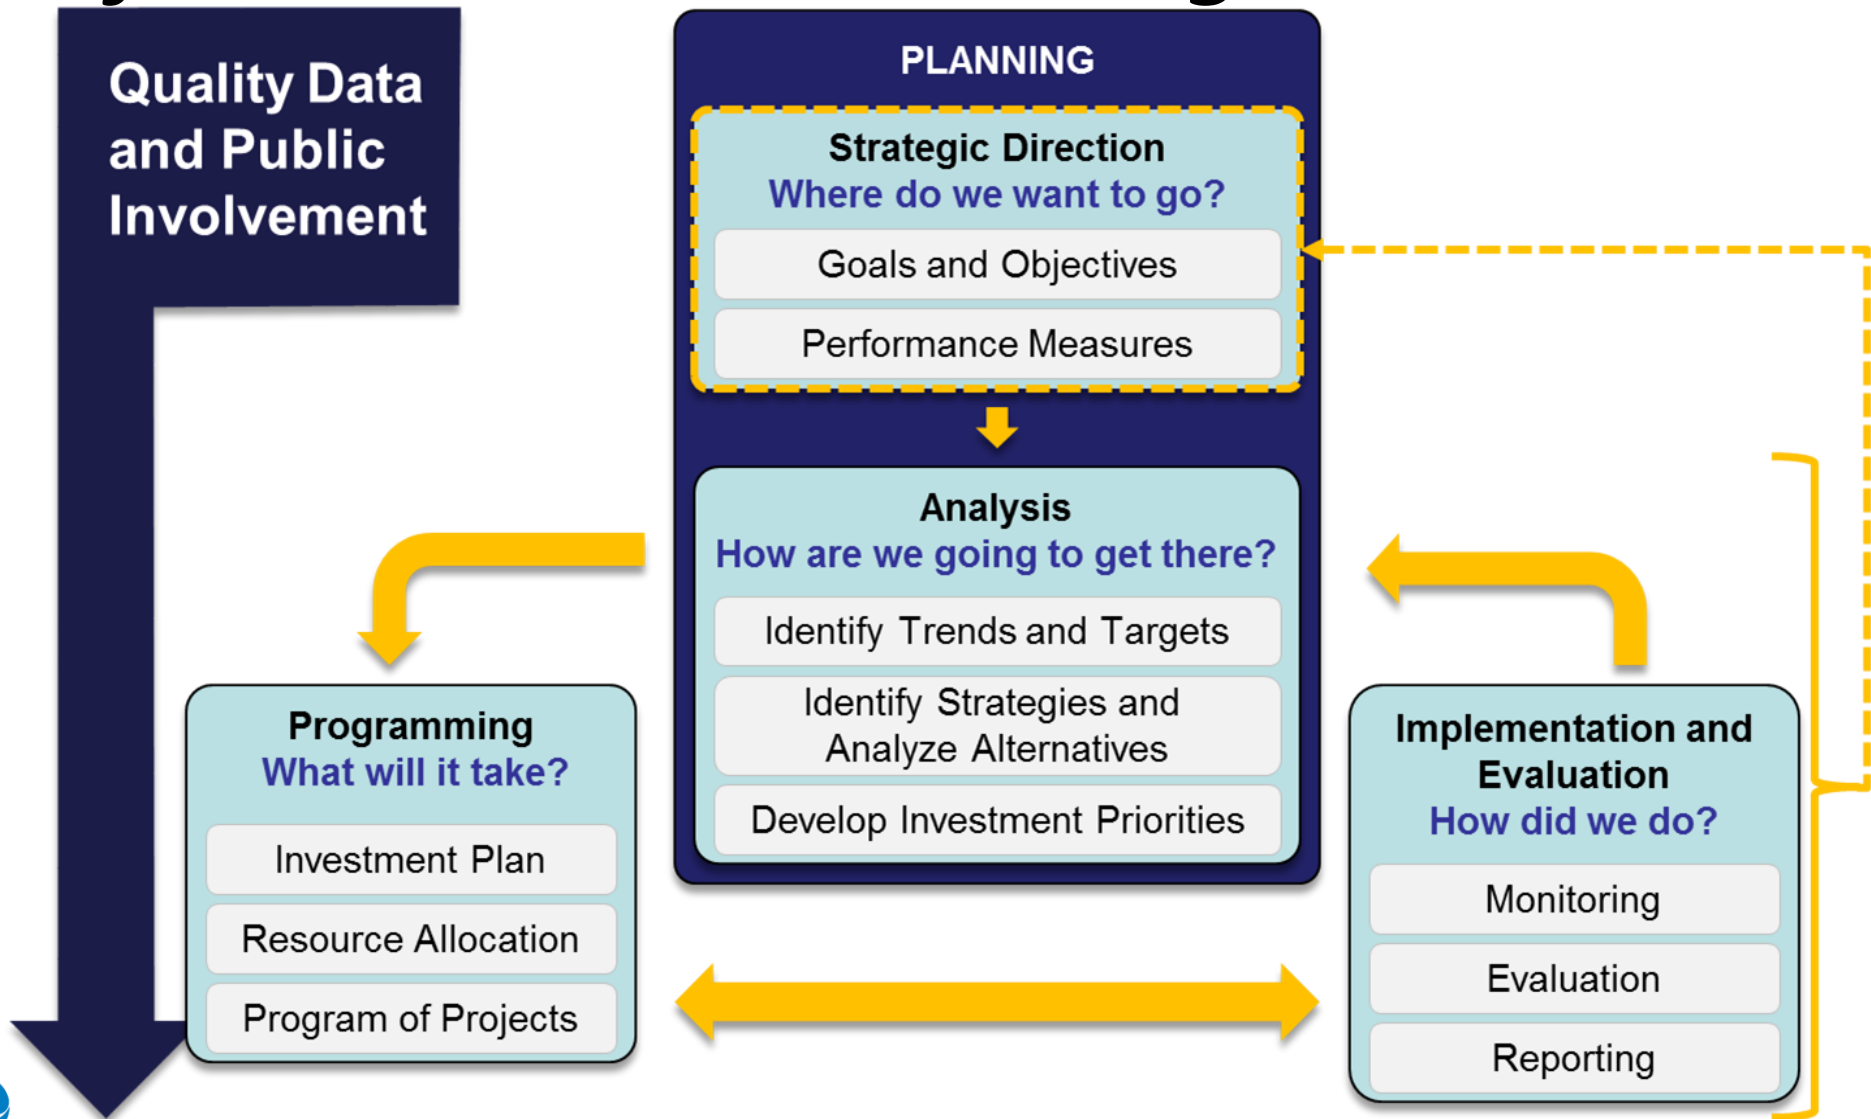 Quality Data
and Public
Involvement
PLANNING
Strategic Direction
Where do we want to go?
Goals and Objectives
Performance Measures
Analysis
How are we going to get there?
Identify Trends and Targets
Identify Strategies and
Analyze Alternatives
Develop Investment Priorities
Programming
What will it take?
Investment Plan
Resource Allocation
Program of Projects
Implementation and
Evaluation
How did we do?
Monitoring
Evaluation
Reporting